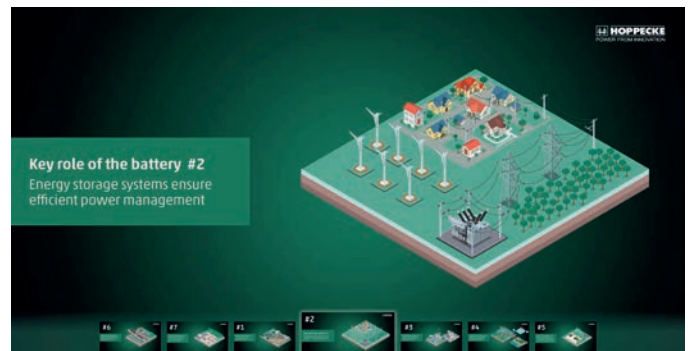 HOPPECKE
POWER FROM INNOVATION
Key role of the battery #2
Energy storage systems ensure
efficient power management
#6
#7
#1
#2
#3
#4
#5